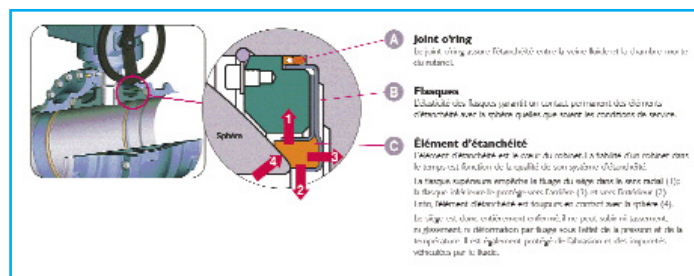 A
Joint o'ring
Le joint o'ring assure l'étanchéité entre la veine fluide et la chambre morte
du robinet.
B
Flasques
L'élasticité des flasques garantit un contact permanent des éléments
d'étanchéité avec la sphère quelles que soient les conditions de service.
C
Élément d'étanchéité
L'élément d'étanchéité est le cœur du robinet. La fiabilité d'un robinet dans
le temps est fonction de la qualité de son système d'étanchéité.
La flasque supérieure empêche le fluage du siège dans le sens radial (1);
la flasque inférieure le protège vers l'arrière (3) et vers l'intérieur (2).
Enfin, l'élément d'étanchéité est toujours en contact avec la sphère (4).
Le siège est donc entièrement enfermé, il ne peut subir ni tassement,
ni glissement, ni déformation par fluage sous l'effet de la pression et de la
température. Il est également protégé de l'abrasion et des impuretés
véhiculées par le fluide.
Sphère
1
4
3
2